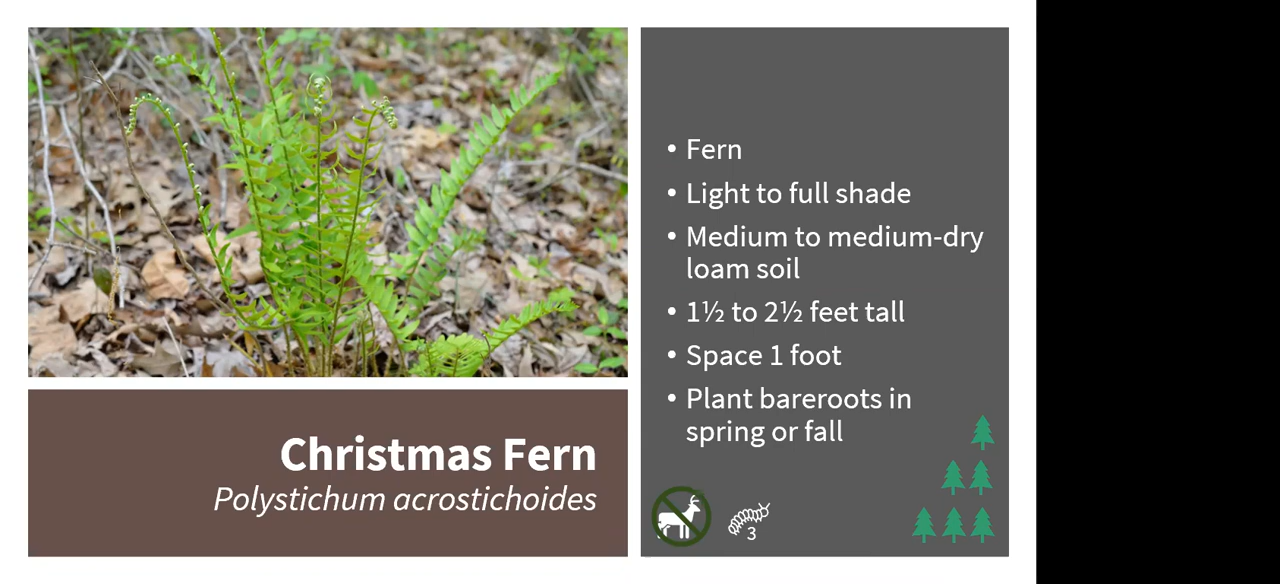 • Fern
• Light to full shade
• Medium to medium-dry
loam soil
• 1½ to 2½ feet tall
• Space 1 foot
• Plant bareroots in
spring or fall
3
Christmas Fern
Polystichum acrostichoides